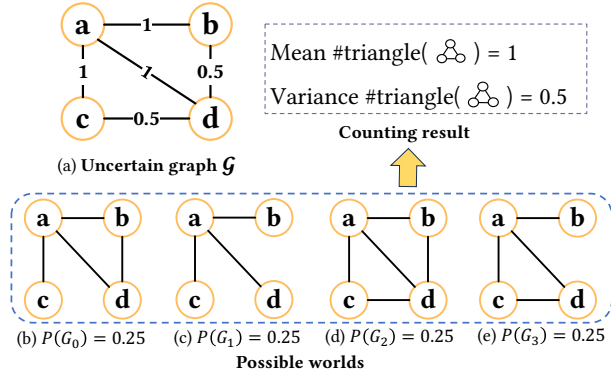 a 1 b
1 1 0.5
c 0.5 d
(a) Uncertain graph 𝓖
Mean #triangle( ) = 1
Variance #triangle( ) = 0.5
Counting result
a b a b a b a b
c d c d c d c d
(b) P(G₀) = 0.25 (c) P(G₁) = 0.25 (d) P(G₂) = 0.25 (e) P(G₃) = 0.25
Possible worlds